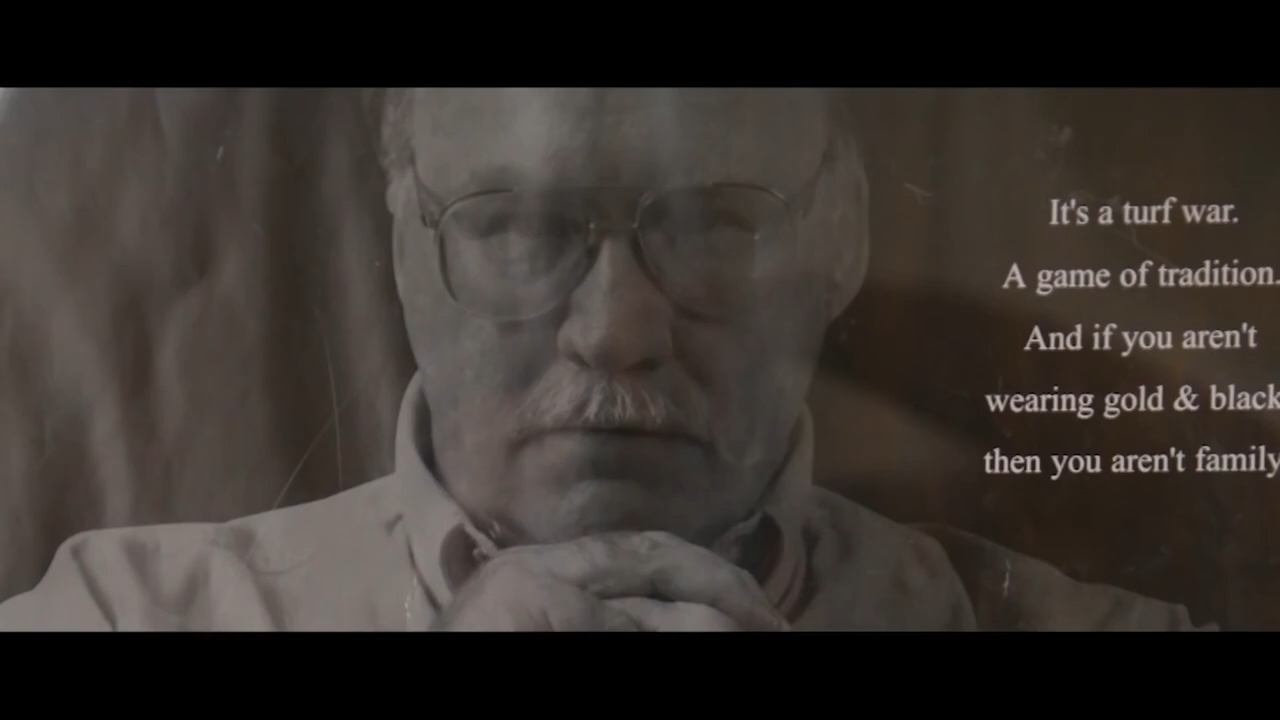 It's a turf war.
A game of tradition.
And if you aren't
wearing gold & black
then you aren't family